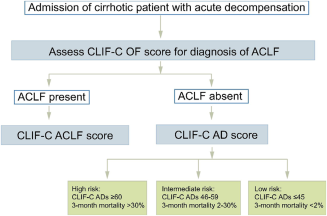 Admission of cirrhotic patient with acute decompensation
Assess CLIF-C OF score for diagnosis of ACLF
ACLF present
ACLF absent
CLIF-C ACLF score
CLIF-C AD score
High risk:
CLIF-C ADs ≥60
3-month mortality >30%
Intermediate risk:
CLIF-C ADs 46-59
3-month mortality 2-30%
Low risk:
CLIF-C ADs ≤45
3-month mortality <2%